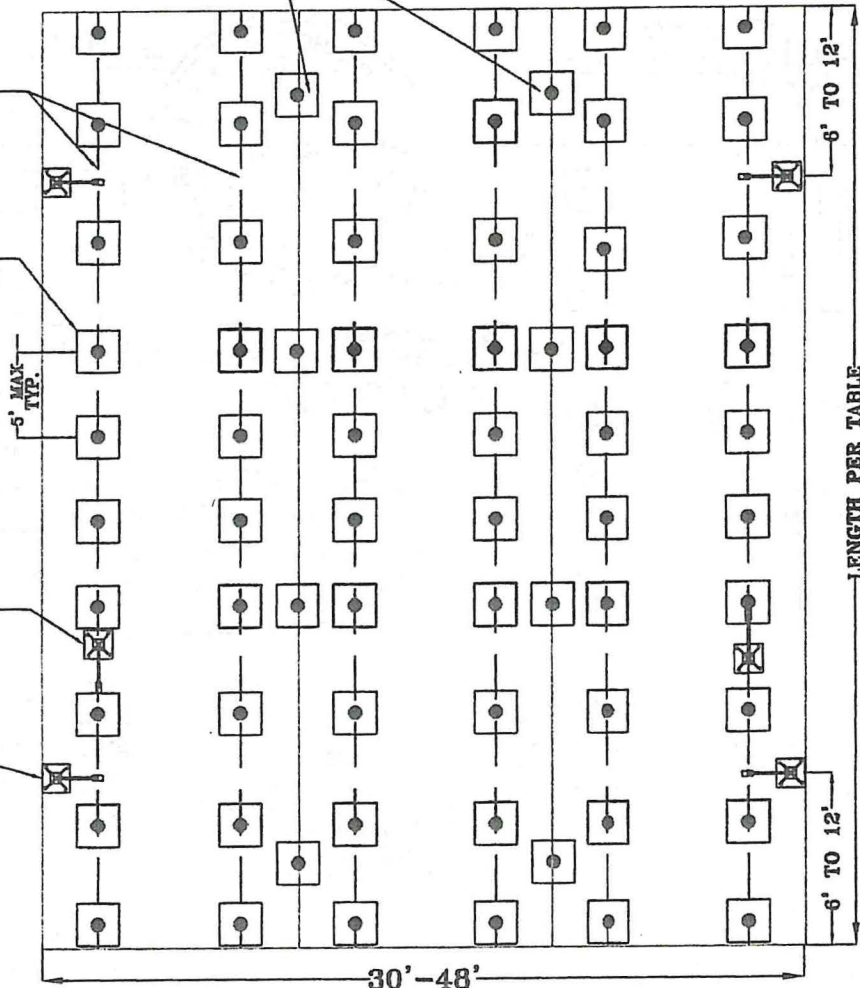 6' TO 12'
5' MAX
TYP.
LENGTH PER TABLE
6' TO 12'
30'-48'